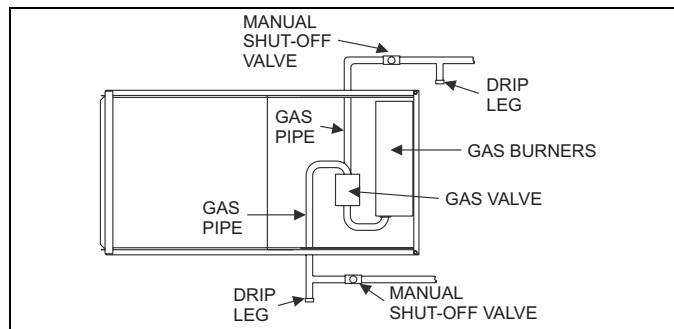 MANUAL
SHUT-OFF
VALVE
DRIP
LEG
GAS
PIPE
GAS BURNERS
GAS VALVE
GAS
PIPE
DRIP
LEG
MANUAL
SHUT-OFF VALVE